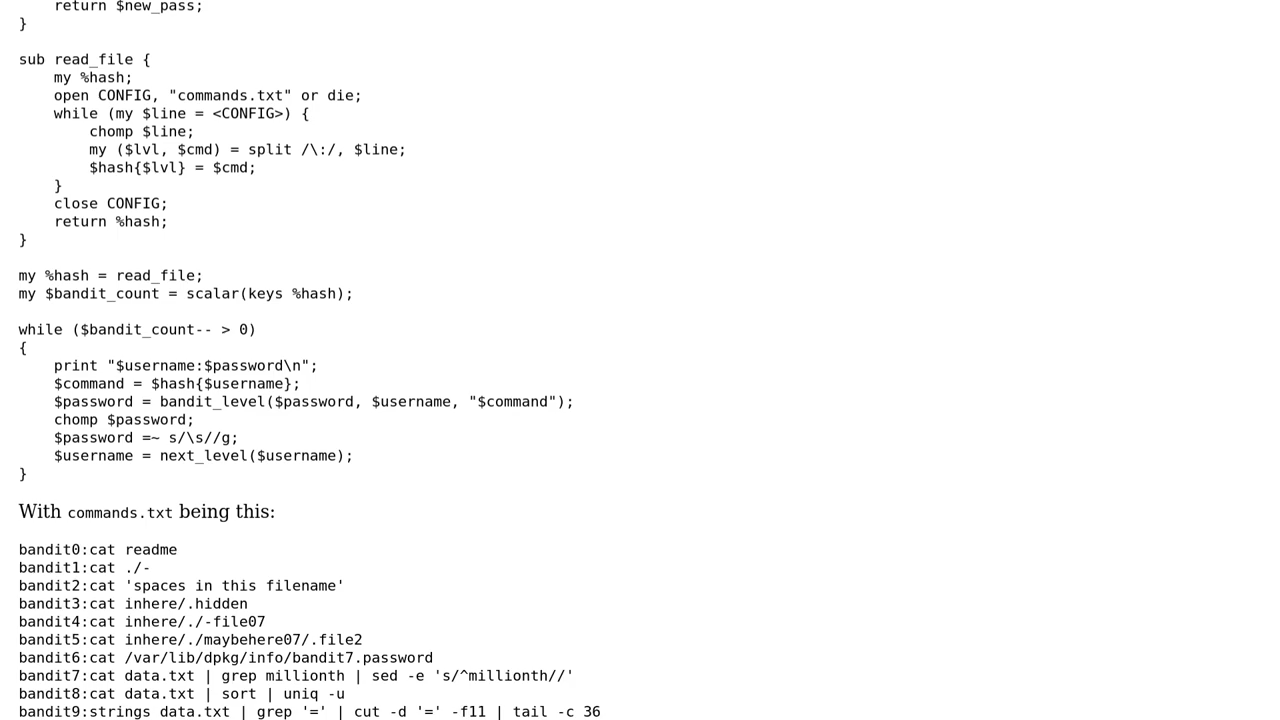 return $new_pass;
}

sub read_file {
    my %hash;
    open CONFIG, "commands.txt" or die;
    while (my $line = <CONFIG>) {
        chomp $line;
        my ($lvl, $cmd) = split /\:/, $line;
        $hash{$lvl} = $cmd;
    }
    close CONFIG;
    return %hash;
}

my %hash = read_file;
my $bandit_count = scalar(keys %hash);

while ($bandit_count-- > 0)
{
    print "$username:$password\n";
    $command = $hash{$username};
    $password = bandit_level($password, $username, "$command");
    chomp $password;
    $password =~ s/\s//g;
    $username = next_level($username);
}

With commands.txt being this:

bandit0:cat readme
bandit1:cat ./-
bandit2:cat 'spaces in this filename'
bandit3:cat inhere/.hidden
bandit4:cat inhere/./-file07
bandit5:cat inhere/./maybehere07/.file2
bandit6:cat /var/lib/dpkg/info/bandit7.password
bandit7:cat data.txt | grep millionth | sed -e 's/^millionth//'
bandit8:cat data.txt | sort | uniq -u
bandit9:strings data.txt | grep '=' | cut -d '=' -f11 | tail -c 36